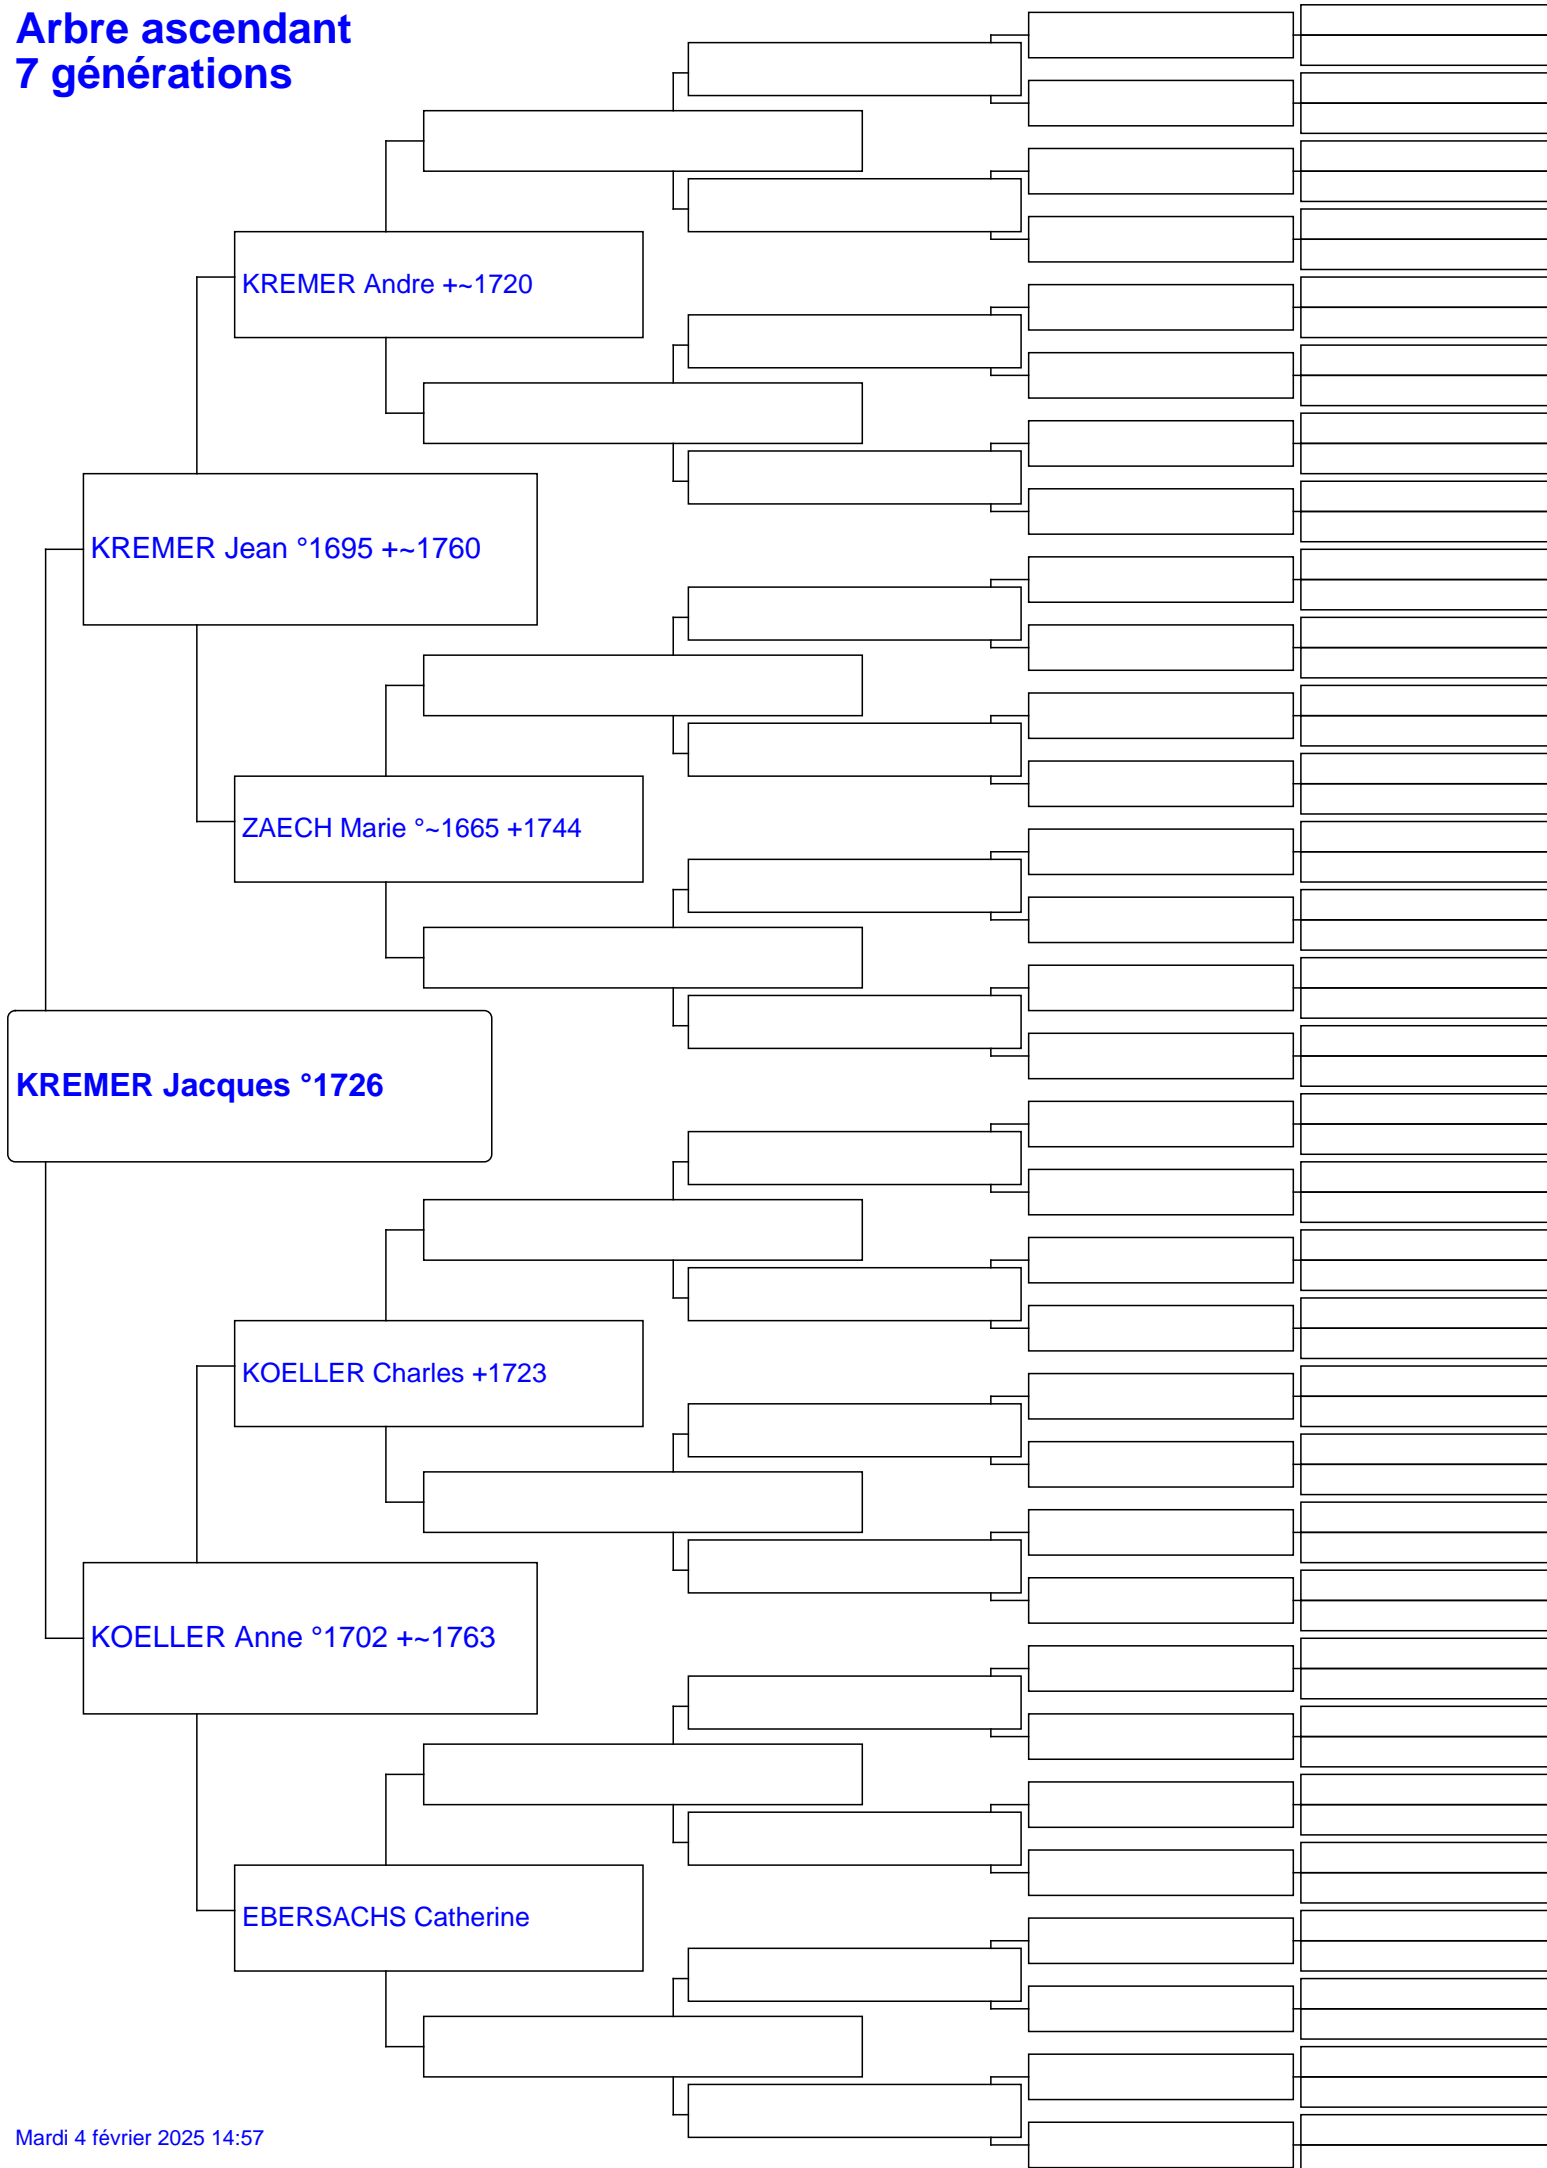 Arbre ascendant
7 générations
KREMER Andre +~1720
KREMER Jean °1695 +~1760
ZAECH Marie °~1665 +1744
KREMER Jacques °1726
KOELLER Charles +1723
KOELLER Anne °1702 +~1763
EBERSACHS Catherine
Mardi 4 février 2025 14:57